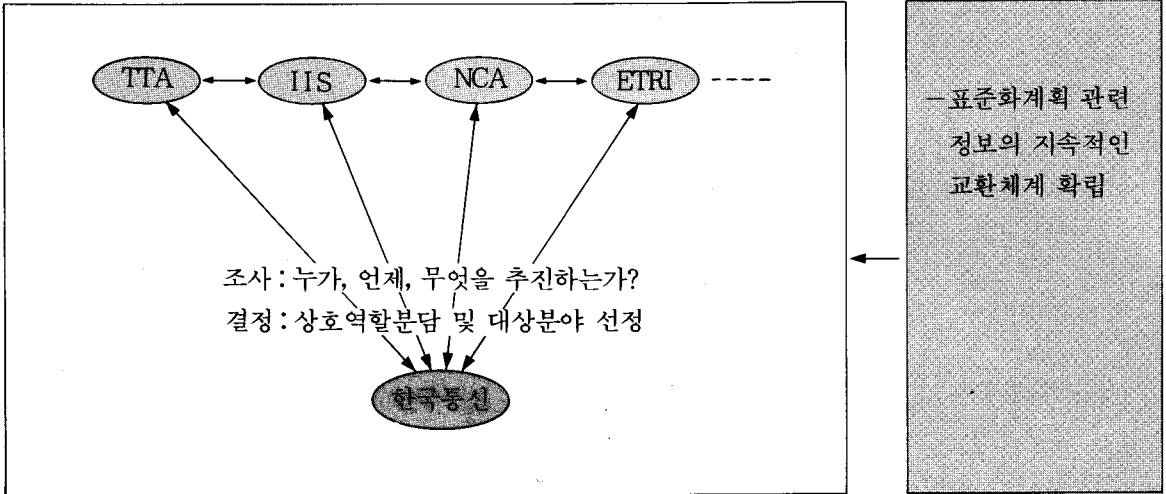 TTA IIS NCA ETRI ----
조사 : 누가, 언제, 무엇을 추진하는가?
결정 : 상호역할분담 및 대상분야 선정
한국통신
－표준화계획 관련
정보의 지속적인
교환체계 확립